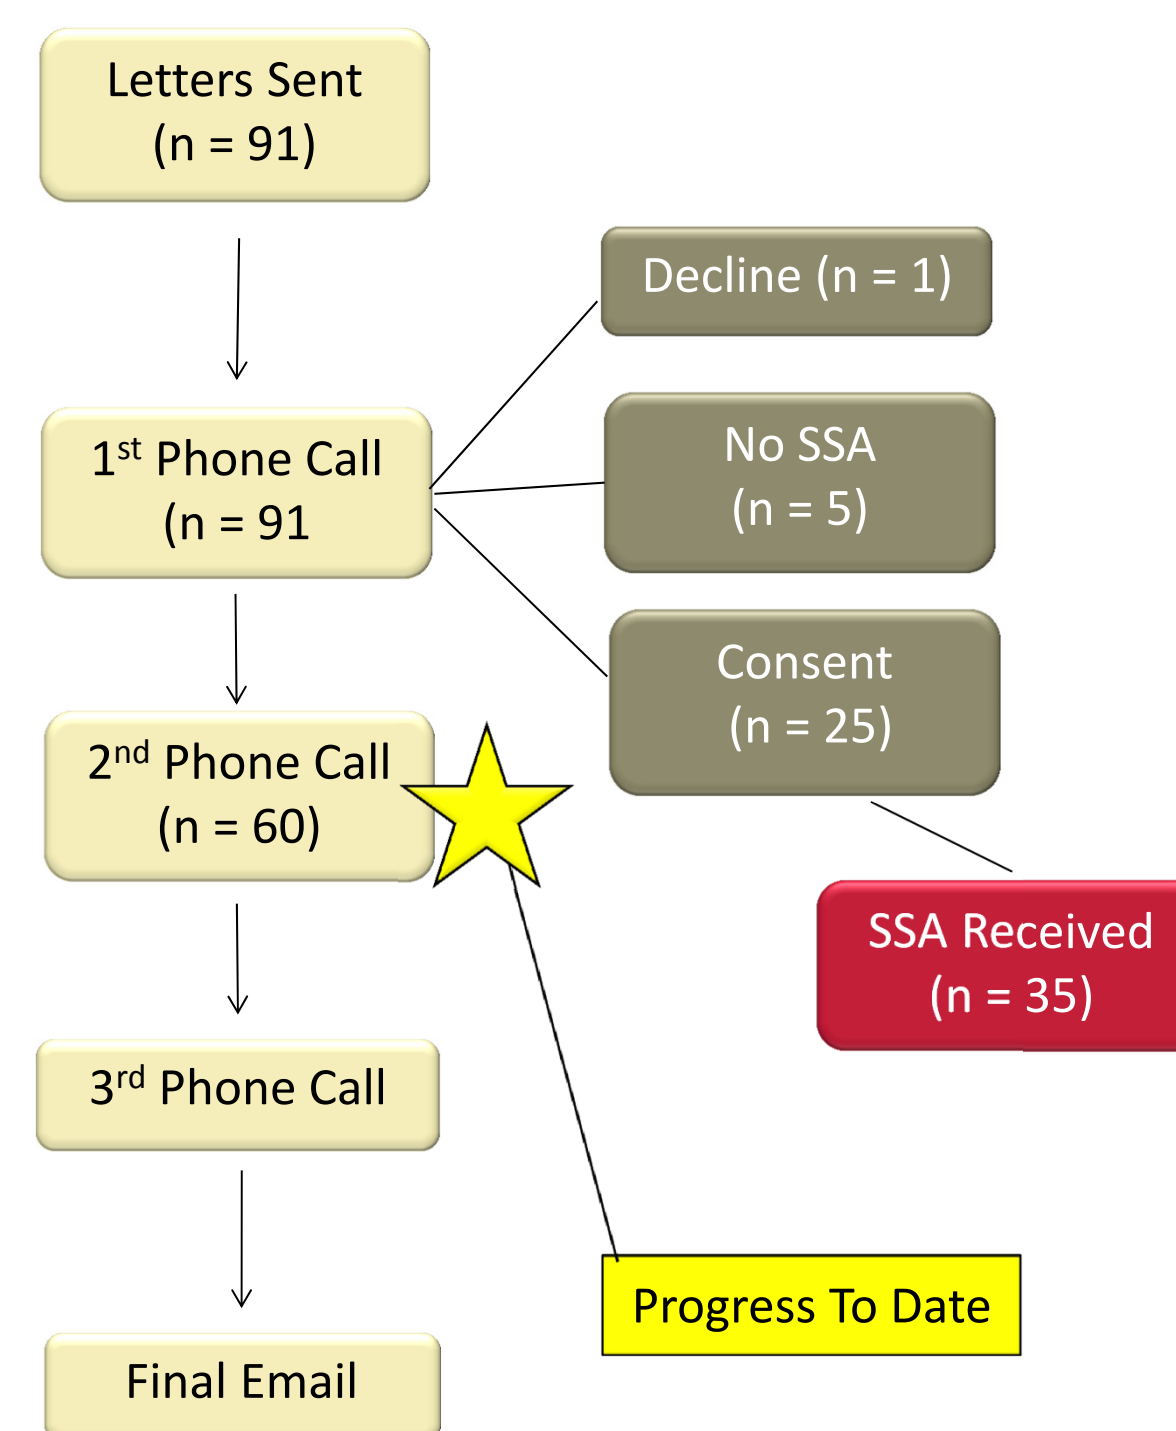 Letters Sent
(n = 91)
Decline (n = 1)
1st Phone Call
(n = 91
No SSA
(n = 5)
Consent
(n = 25)
2nd Phone Call
(n = 60)
SSA Received
(n = 35)
3rd Phone Call
Progress To Date
Final Email